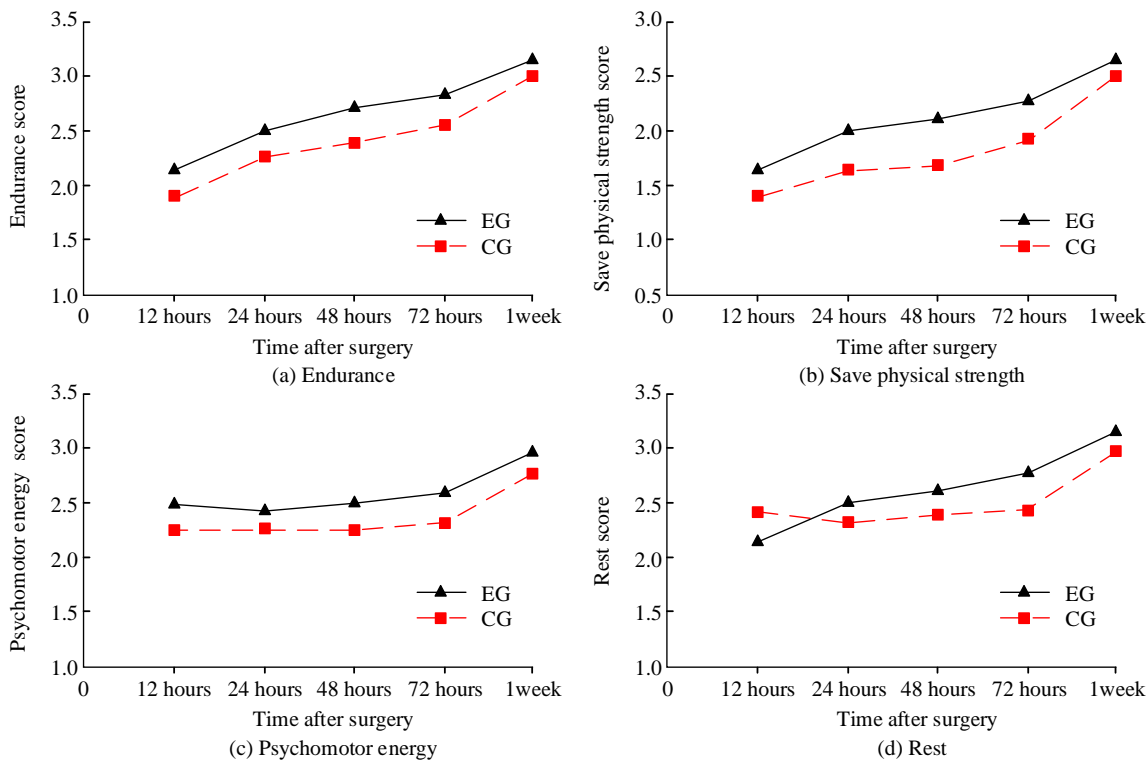 3.5
3.0
2.5
2.0
1.5
1.0
Endurance score
EG
CG
0 12 hours 24 hours 48 hours 72 hours 1week
Time after surgery
(a) Endurance
3.5
2.5
2.0
1.5
1.0
0.5
Save physical strength score
EG
CG
0 12 hours 24 hours 48 hours 72 hours 1week
Time after surgery
(b) Save physical strength
3.5
3.0
2.5
2.0
1.5
1.0
Psychomotor energy score
EG
CG
0 12 hours 24 hours 48 hours 72 hours 1week
Time after surgery
(c) Psychomotor energy
3.5
3.0
2.5
2.0
1.5
1.0
Rest score
EG
CG
0 12 hours 24 hours 48 hours 72 hours 1week
Time after surgery
(d) Rest